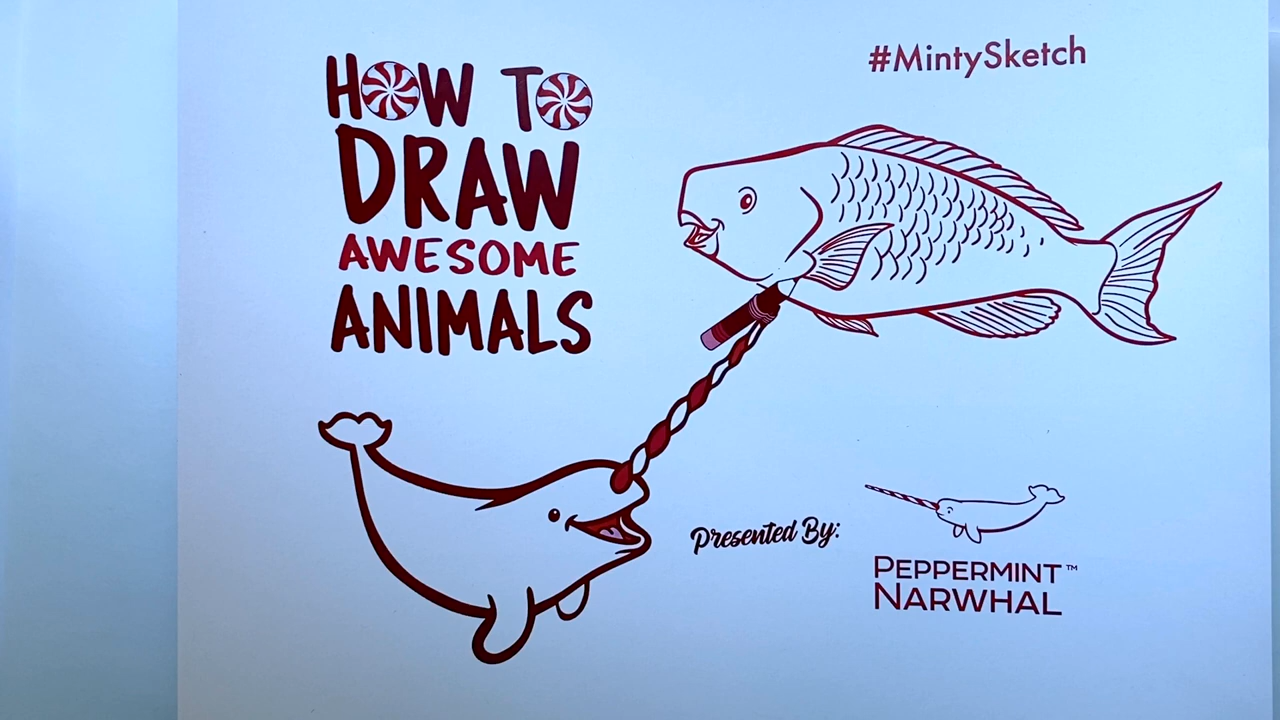 HOW TO
DRAW
AWESOME
ANIMALS
#MintySketch
Presented By:
PEPPERMINT™
NARWHAL